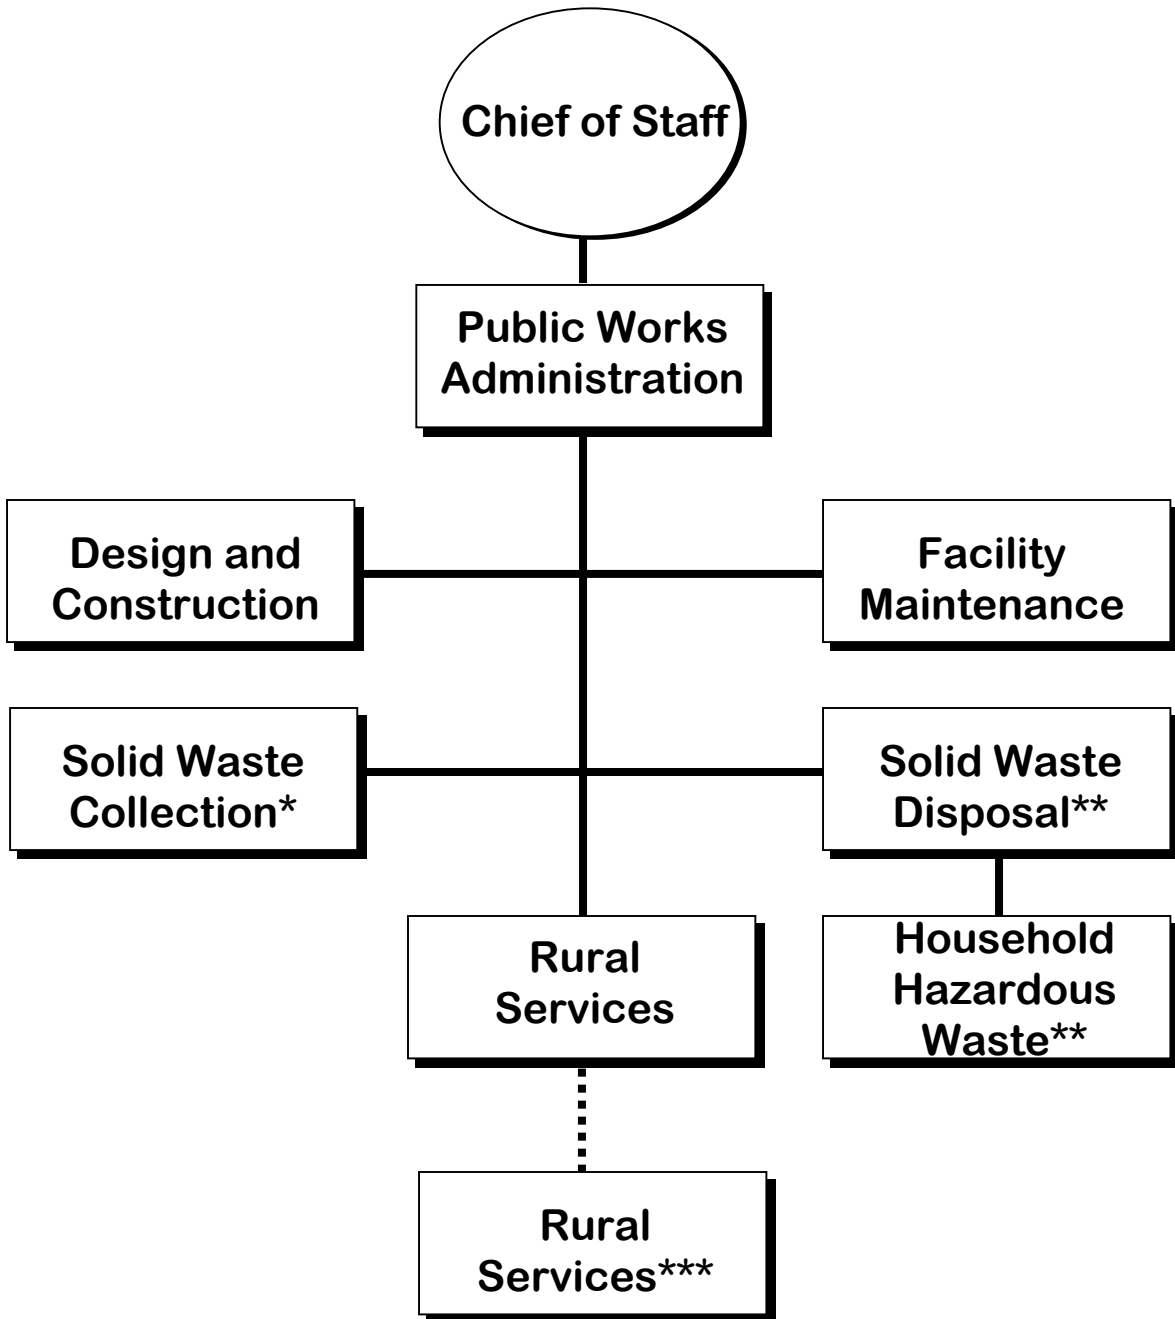 Chief of Staff
Public Works
Administration
Design and
Construction
Facility
Maintenance
Solid Waste
Collection*
Solid Waste
Disposal**
Rural
Services
Household
Hazardous
Waste**
Rural
Services***